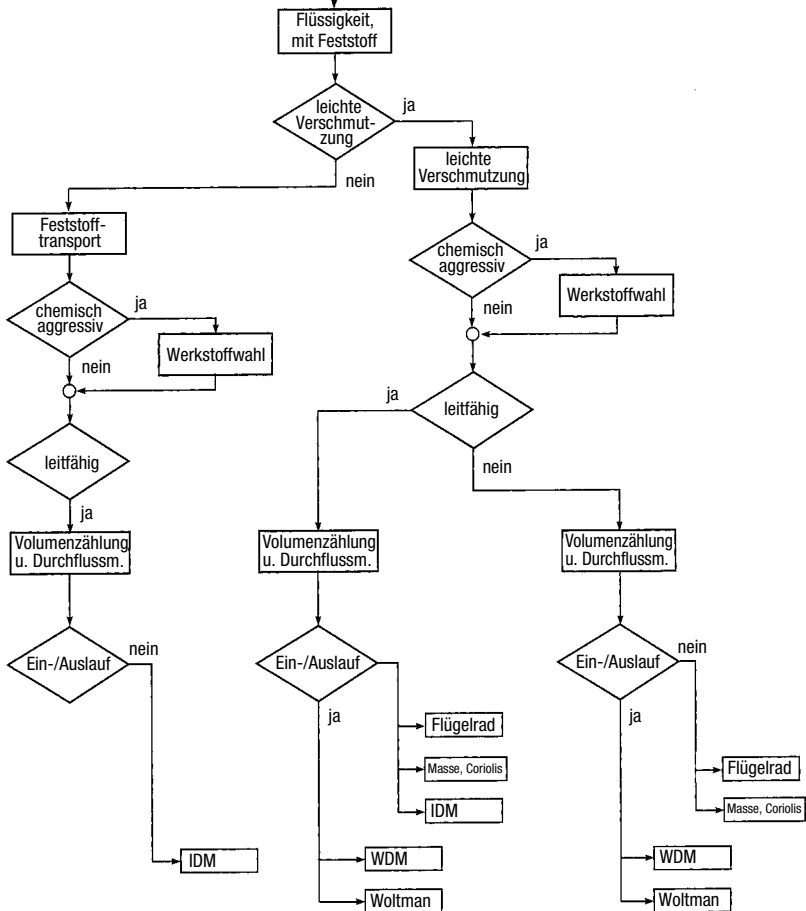 Flüssigkeit,
mit Feststoff
leichte
Verschmut-
zung
ja
nein
leichte
Verschmutzung
Feststoff-
transport
chemisch
aggressiv
ja
nein
Werkstoffwahl
chemisch
aggressiv
ja
nein
Werkstoffwahl
leitfähig
ja
leitfähig
ja
nein
Volumenzählung
u. Durchflussm.
Volumenzählung
u. Durchflussm.
Volumenzählung
u. Durchflussm.
Ein-/Auslauf
nein
IDM
Ein-/Auslauf
ja
Flügelrad
Masse, Coriolis
IDM
WDM
Woltman
Ein-/Auslauf
nein
ja
Flügelrad
Masse, Coriolis
WDM
Woltman